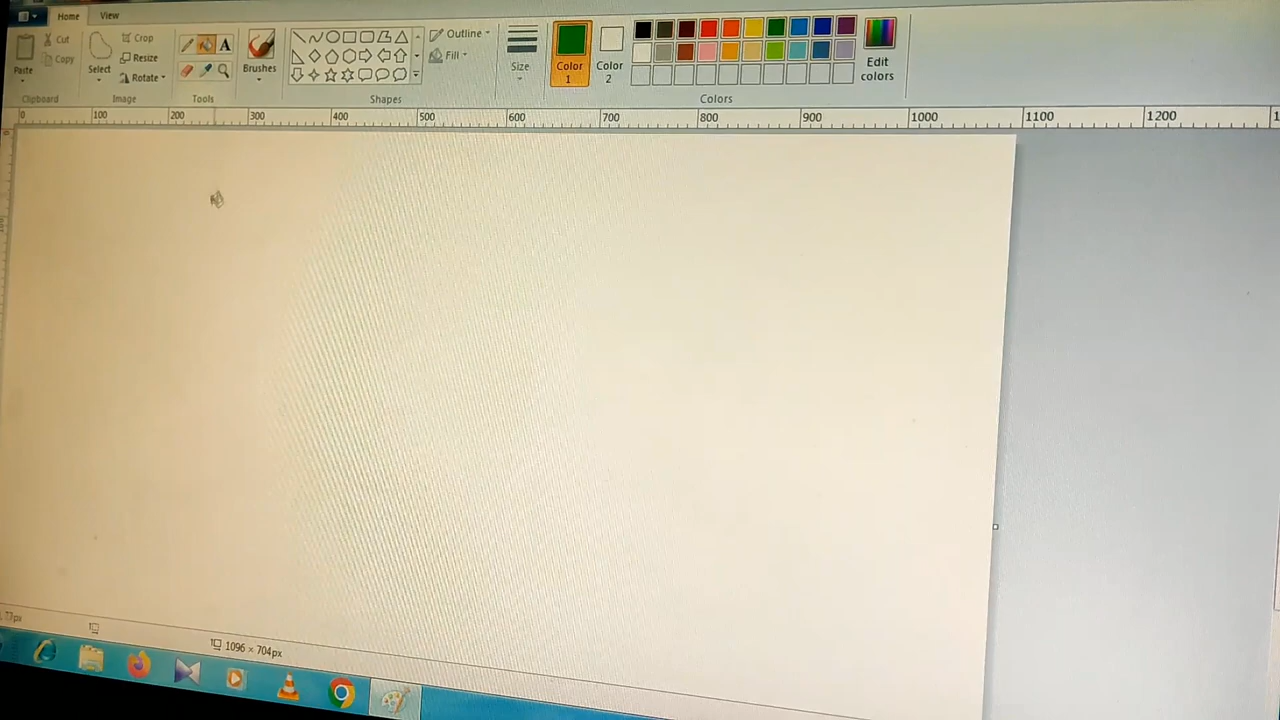 Home View
Paste
Cut
Copy
Clipboard
Select
Crop
Resize
Rotate
Image
A
Tools
Brushes
Outline
Fill
Shapes
Size
Color 1
Color 2
Edit colors
Colors
0 100 200 300 400 500 600 700 800 900 1000 1100 1200
1096 × 704px